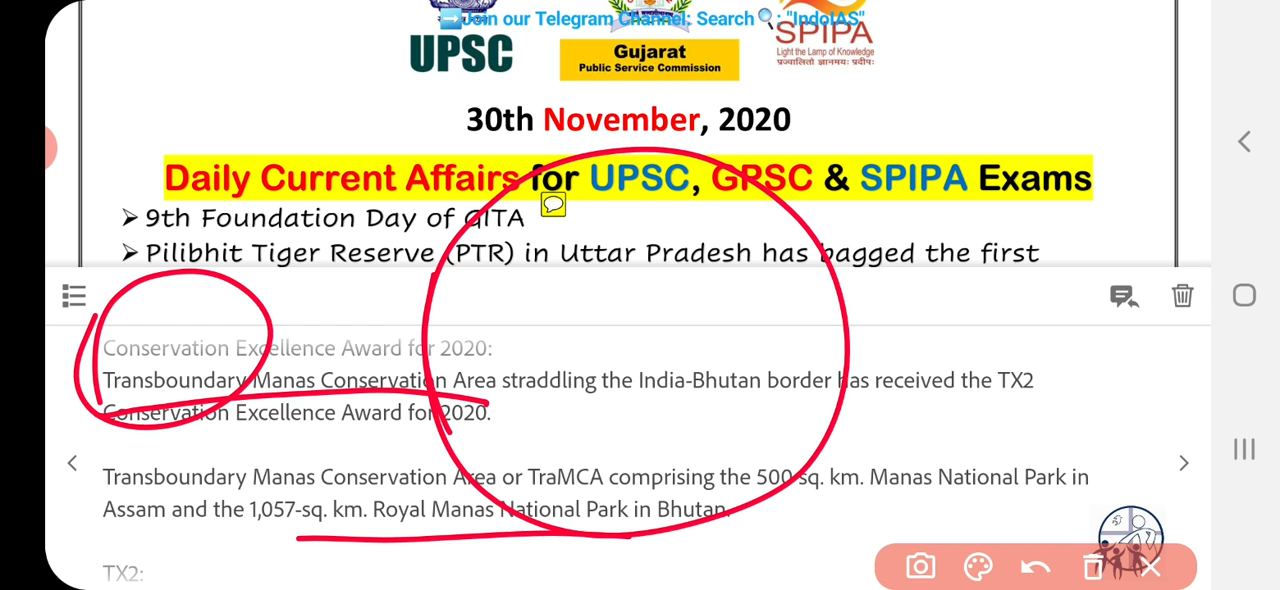 ➡Join our Telegram Channel: Search🔍: "IndoIAS"
UPSC
Gujarat
Public Service Commission
SPIPA
Light the Lamp of Knowledge
प्रज्वालितो ज्ञानमयः प्रदीपः
30th November, 2020
Daily Current Affairs for UPSC, GPSC & SPIPA Exams
➢ 9th Foundation Day of GITA
➢ Pilibhit Tiger Reserve (PTR) in Uttar Pradesh has bagged the first
Conservation Excellence Award for 2020:
Transboundary Manas Conservation Area straddling the India-Bhutan border has received the TX2
Conservation Excellence Award for 2020.
Transboundary Manas Conservation Area or TraMCA comprising the 500 sq. km. Manas National Park in
Assam and the 1,057-sq. km. Royal Manas National Park in Bhutan.
TX2: